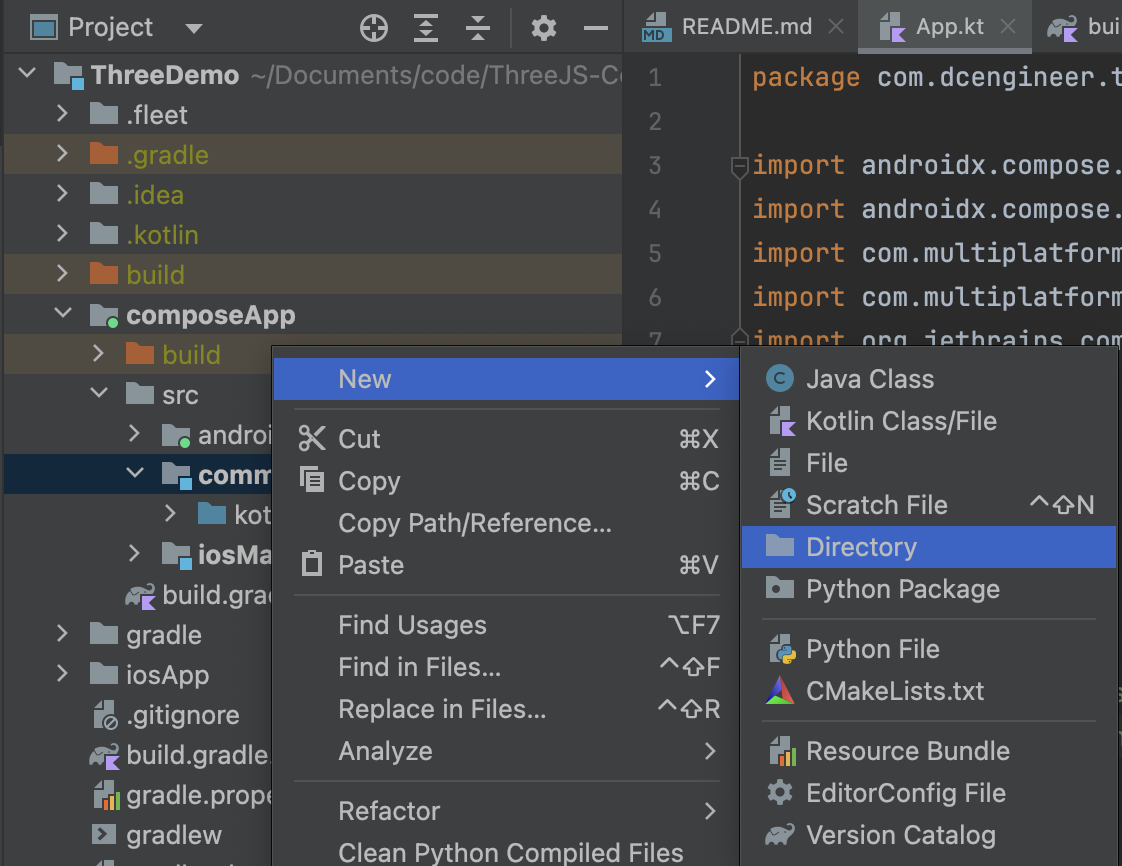 Project
README.md
App.kt
bui
ThreeDemo ~/Documents/code/ThreeJS-Co
.fleet
.gradle
.idea
.kotlin
build
composeApp
build
src
androi
comm
kot
iosMa
build.grad
gradle
iosApp
.gitignore
build.gradle.
gradle.prope
gradlew
1 package com.dcengineer.t
2
3 import androidx.compose.
4 import androidx.compose.
5 import com.multiplatform
6 import com.multiplatform
7 import org.jetbrains.com
New
Cut ⌘X
Copy ⌘C
Copy Path/Reference...
Paste ⌘V
Find Usages ⌥F7
Find in Files... ^⇧F
Replace in Files... ^⇧R
Analyze
Refactor
Clean Python Compiled Files
Java Class
Kotlin Class/File
File
Scratch File ^⇧N
Directory
Python Package
Python File
CMakeLists.txt
Resource Bundle
EditorConfig File
Version Catalog